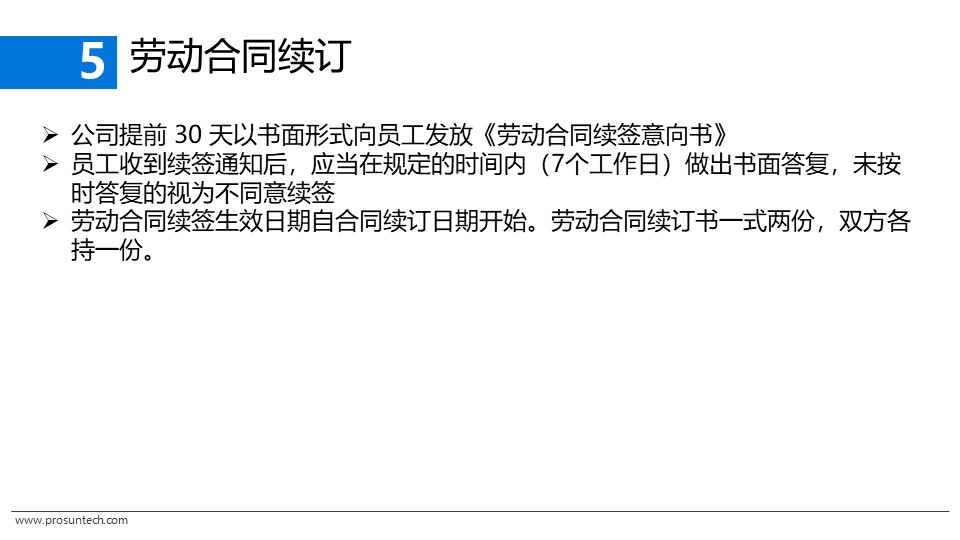 5 劳动合同续订
➢ 公司提前 30 天以书面形式向员工发放《劳动合同续签意向书》
➢ 员工收到续签通知后，应当在规定的时间内（7个工作日）做出书面答复，未按
时答复的视为不同意续签
➢ 劳动合同续签生效日期自合同续订日期开始。劳动合同续订书一式两份，双方各
持一份。
www.prosuntech.com